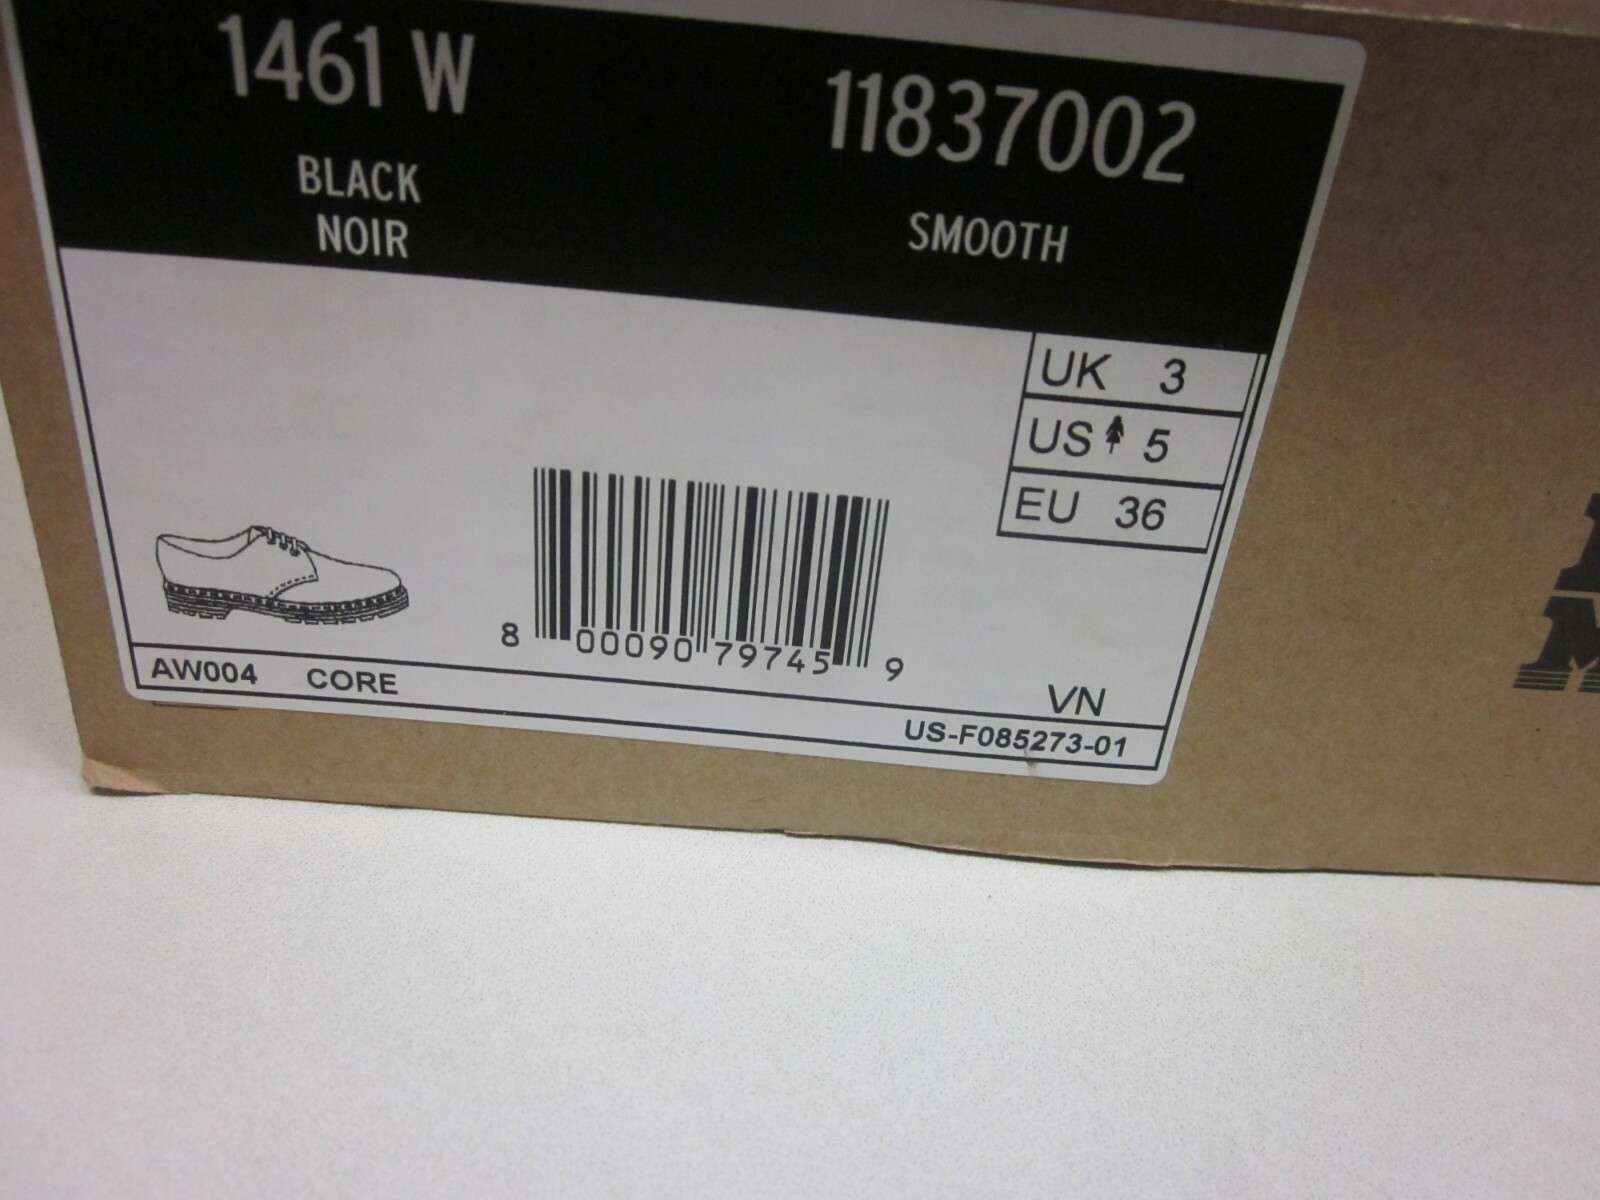 1461 W
11837002
BLACK
NOIR
SMOOTH
UK 3
US 5
EU 36
8 00090 79745 9
VN
AW004 CORE
US-F085273-01